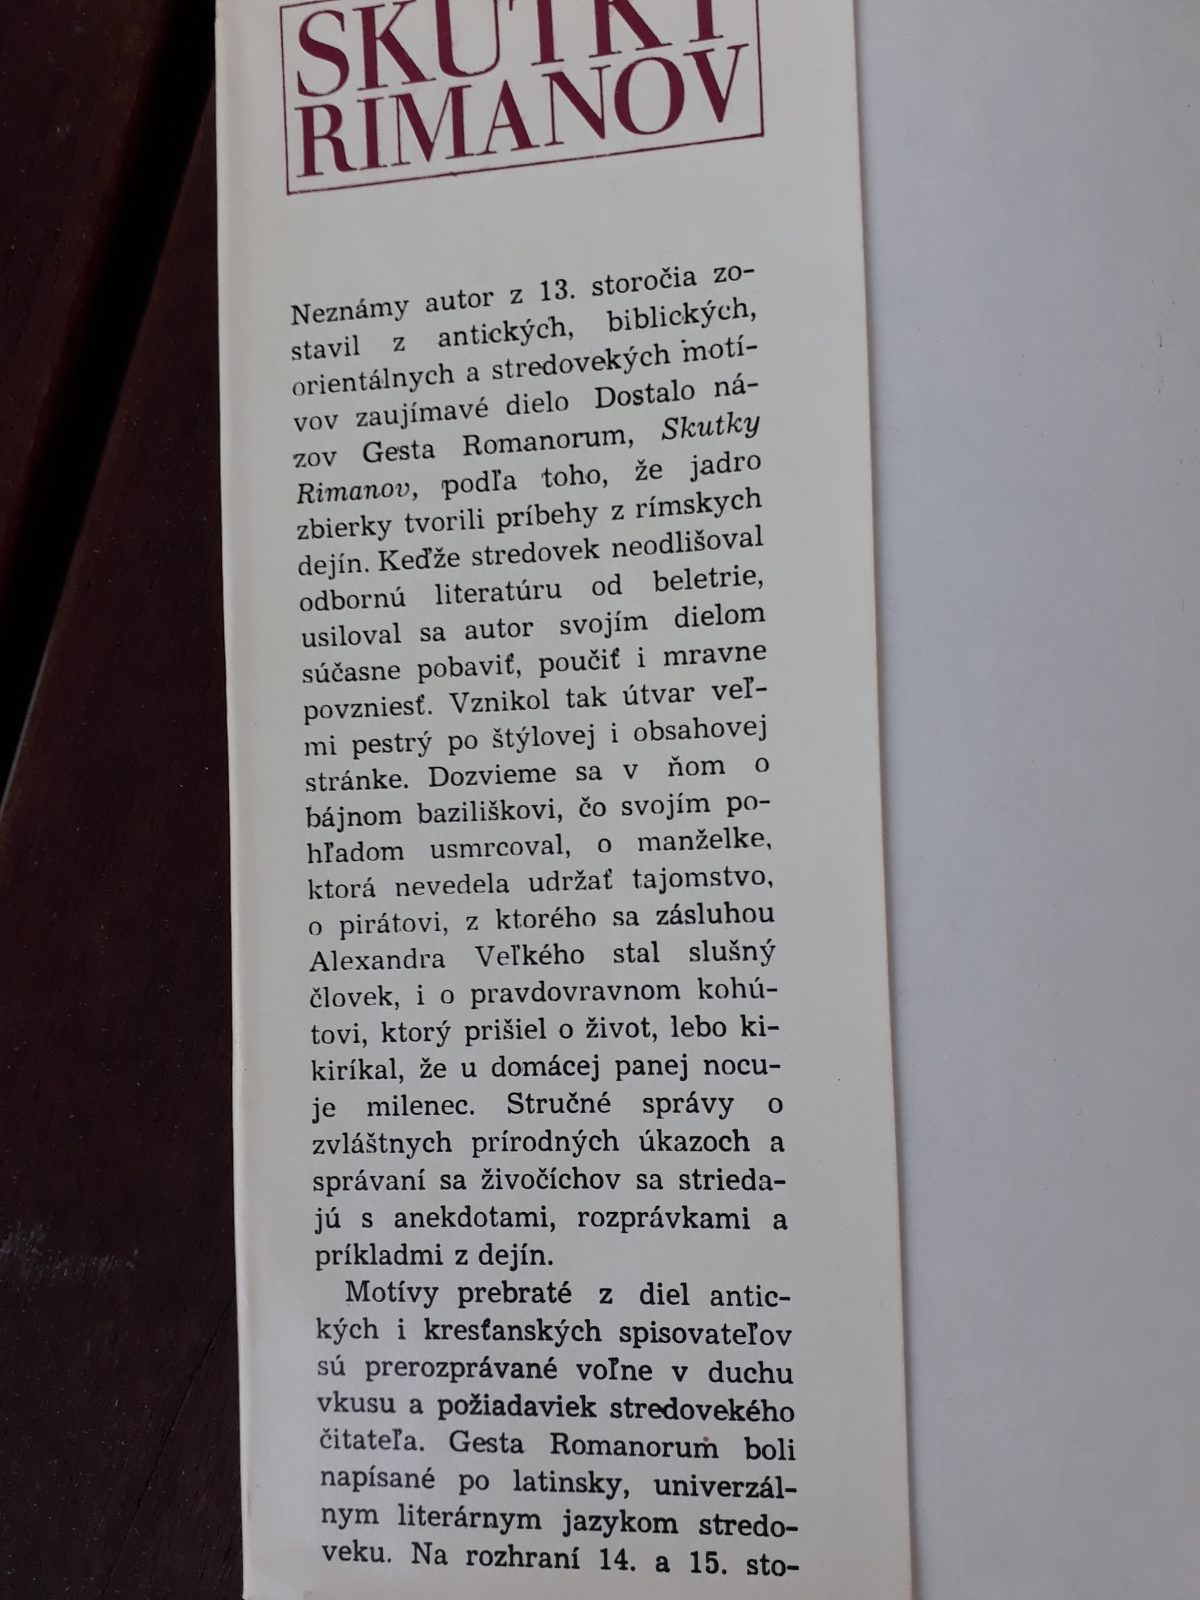 SKUTKY
RIMANOV
Neznámy autor z 13. storočia zo-
stavil z antických, biblických,
orientálnych a stredovekých motí-
vov zaujímavé dielo Dostalo ná-
zov Gesta Romanorum, Skutky
Rimanov, podľa toho, že jadro
zbierky tvorili príbehy z rímskych
dejín. Keďže stredovek neodlišoval
odbornú literatúru od beletrie,
usiloval sa autor svojím dielom
súčasne pobaviť, poučiť i mravne
povzniesť. Vznikol tak útvar veľ-
mi pestrý po štýlovej i obsahovej
stránke. Dozvieme sa v ňom o
bájnom baziliškovi, čo svojím po-
hľadom usmrcoval, o manželke,
ktorá nevedela udržať tajomstvo,
o pirátovi, z ktorého sa zásluhou
Alexandra Veľkého stal slušný
človek, i o pravdovravnom kohú-
tovi, ktorý prišiel o život, lebo ki-
kiríkal, že u domácej panej nocu-
je milenec. Stručné správy o
zvláštnych prírodných úkazoch a
správaní sa živočíchov sa strieda-
jú s anekdotami, rozprávkami a
príkladmi z dejín.
Motívy prebraté z diel antic-
kých i kresťanských spisovateľov
sú prerozprávané voľne v duchu
vkusu a požiadaviek stredovekého
čitateľa. Gesta Romanorum boli
napísané po latinsky, univerzál-
nym literárnym jazykom stredo-
veku. Na rozhraní 14. a 15. sto-